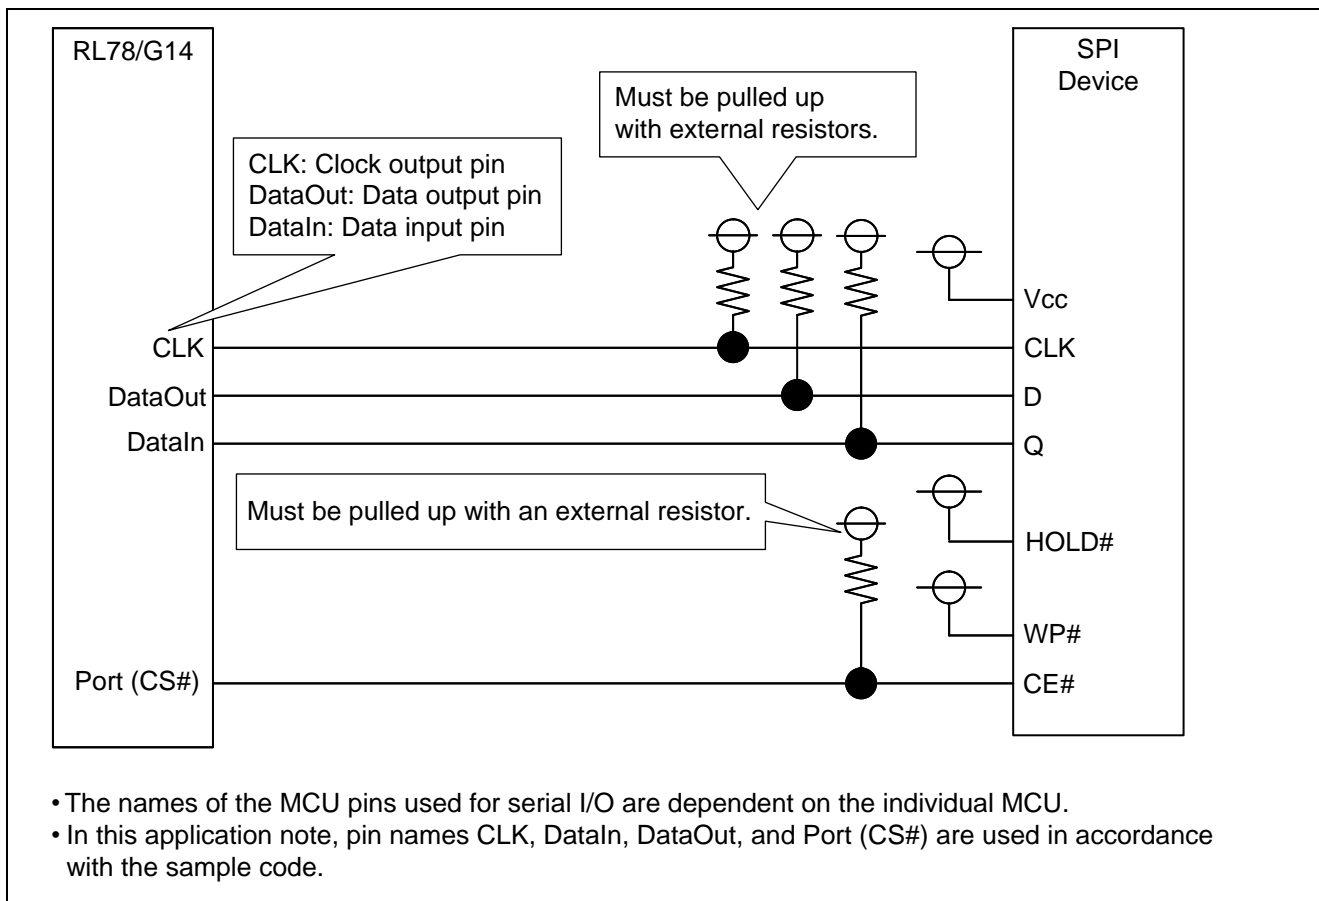 RL78/G14
SPI
Device
Must be pulled up
with external resistors.
CLK: Clock output pin
DataOut: Data output pin
DataIn: Data input pin
Vcc
CLK
CLK
DataOut
D
DataIn
Q
Must be pulled up with an external resistor.
HOLD#
WP#
Port (CS#)
CE#
• The names of the MCU pins used for serial I/O are dependent on the individual MCU.
• In this application note, pin names CLK, DataIn, DataOut, and Port (CS#) are used in accordance
with the sample code.